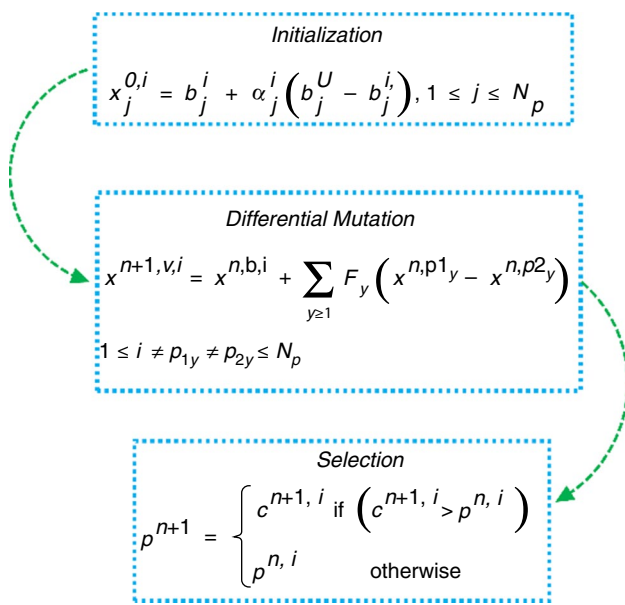 Initialization
x_j^{0,i} = b_j^i + α_j^i (b_j^U − b_j^{i,}), 1 ≤ j ≤ N_p
Differential Mutation
x^{n+1,v,i} = x^{n,b,i} + ∑_{y≥1} F_y (x^{n,p1_y} − x^{n,p2_y})
1 ≤ i ≠ p_{1y} ≠ p_{2y} ≤ N_p
Selection
p^{n+1} = { c^{n+1, i} if (c^{n+1, i} > p^{n, i})
p^{n, i} otherwise